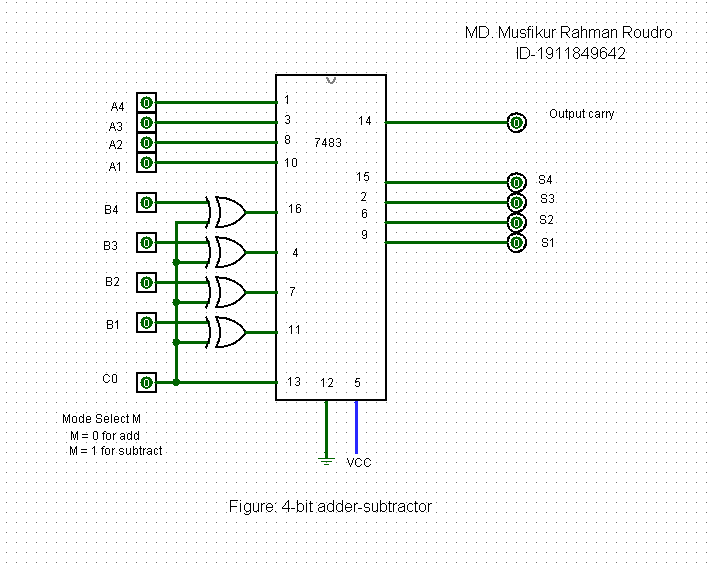 MD. Musfikur Rahman Roudro
ID-1911849642
A4 0 1
A3 0 3
A2 0 8
A1 0 10
7483
14 0 Output carry
15 0 S4
2 0 S3
6 0 S2
9 0 S1
B4 0 16
B3 0 4
B2 0 7
B1 0 11
C0 0 13 12 5
VCC
Mode Select M
M = 0 for add
M = 1 for subtract
Figure: 4-bit adder-subtractor